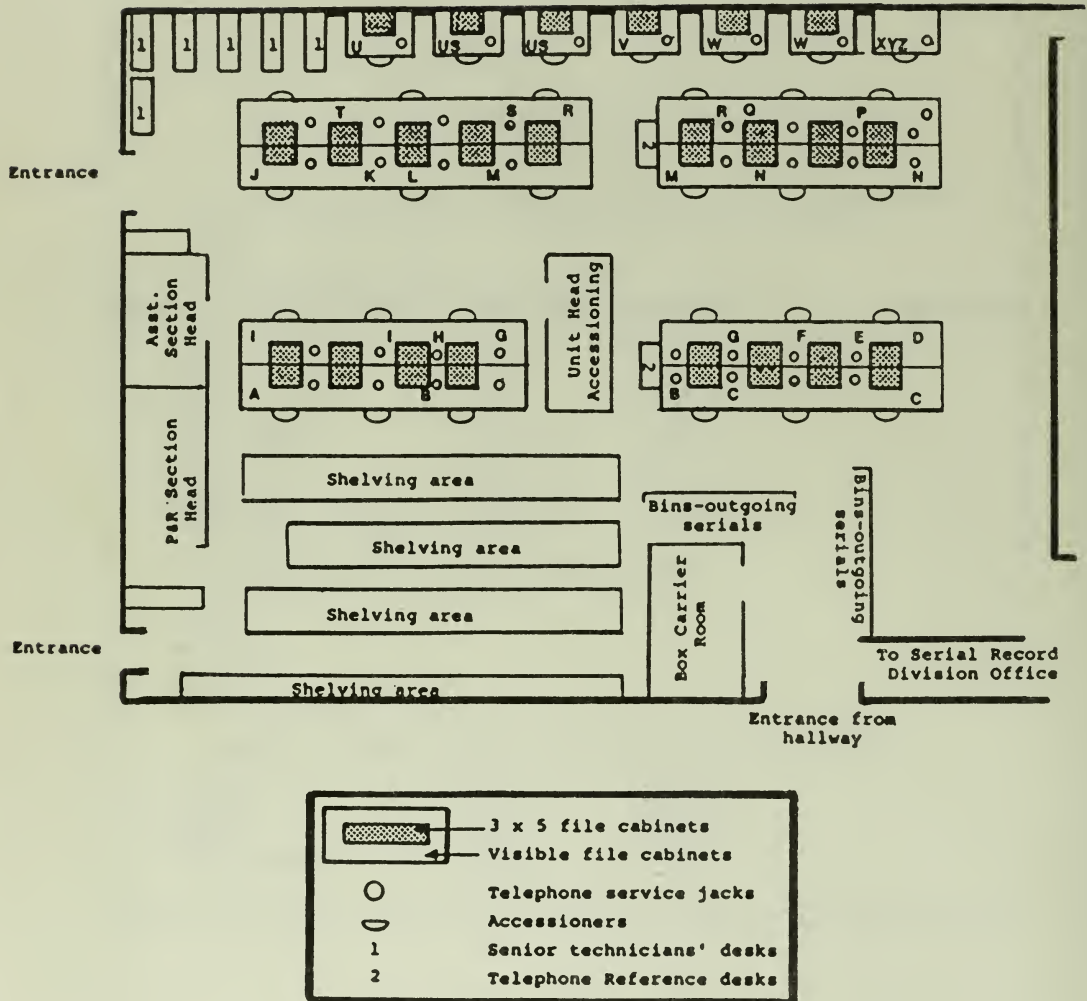 1 1 1 1 1
U US US V W W XYZ
1
T S R
R Q P
2
J K L M
M N N
Entrance
Asst.
Section
Head
Unit Head
Accessioning
I I H G
G F E D
2
A B
B C C
P&R Section
Head
Shelving area
Bins-outgoing
serials
Bins-outgoing
serials
Shelving area
Box Carrier
Room
Shelving area
Entrance
To Serial Record
Division Office
Shelving area
Entrance from
hallway
3 x 5 file cabinets
Visible file cabinets
Telephone service jacks
Accessioners
1 Senior technicians' desks
2 Telephone Reference desks